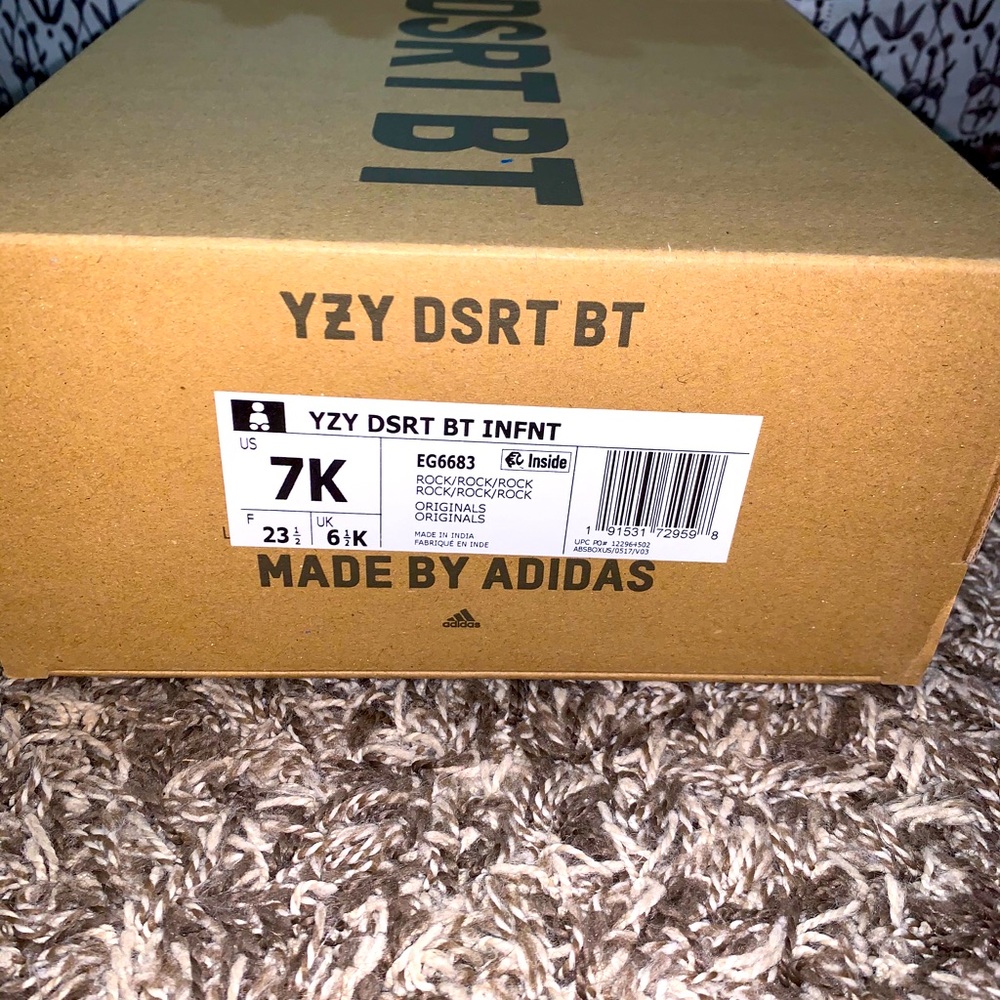 DSRT BT
YZY DSRT BT
YZY DSRT BT INFNT
US
7K
F
23 ½
UK
6 ½K
EG6683
Inside
ROCK/ROCK/ROCK
ROCK/ROCK/ROCK
ORIGINALS
ORIGINALS
MADE IN INDIA
FABRIQUÉ EN INDE
1 91531 72959 8
UPC PO# 122964502
ABSBOXUS/0517/V03
MADE BY ADIDAS
adidas